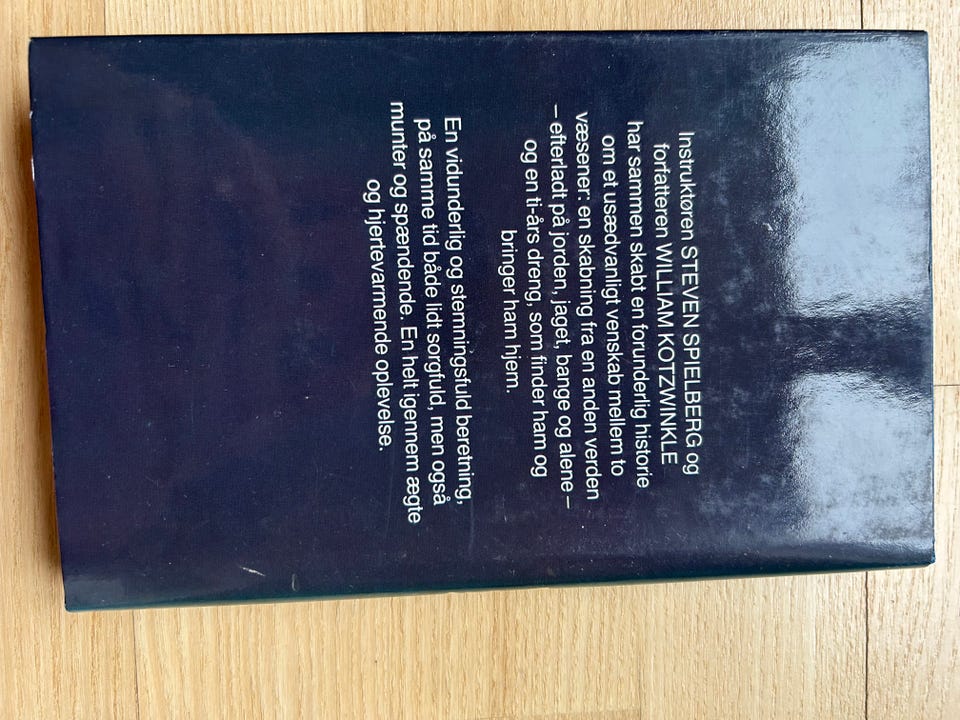 Instruktøren STEVEN SPIELBERG og
forfatteren WILLIAM KOTZWINKLE
har sammen skabt en forunderlig historie
om et usædvanligt venskab mellem to
væsener: en skabning fra en anden verden
– efterladt på jorden, jaget, bange og alene –
og en ti-års dreng, som finder ham og
bringer ham hjem.
En vidunderlig og stemningsfuld beretning,
på samme tid både lidt sorgfuld, men også
munter og spændende. En helt igennem ægte
og hjertevarmende oplevelse.